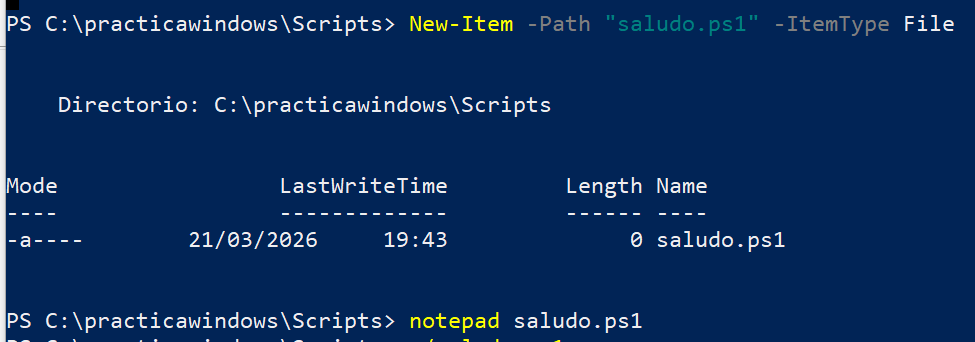 PS C:\practicawindows\Scripts> New-Item -Path "saludo.ps1" -ItemType File
Directorio: C:\practicawindows\Scripts
Mode LastWriteTime Length Name
---- ------------- ------ ----
-a---- 21/03/2026 19:43 0 saludo.ps1
PS C:\practicawindows\Scripts> notepad saludo.ps1